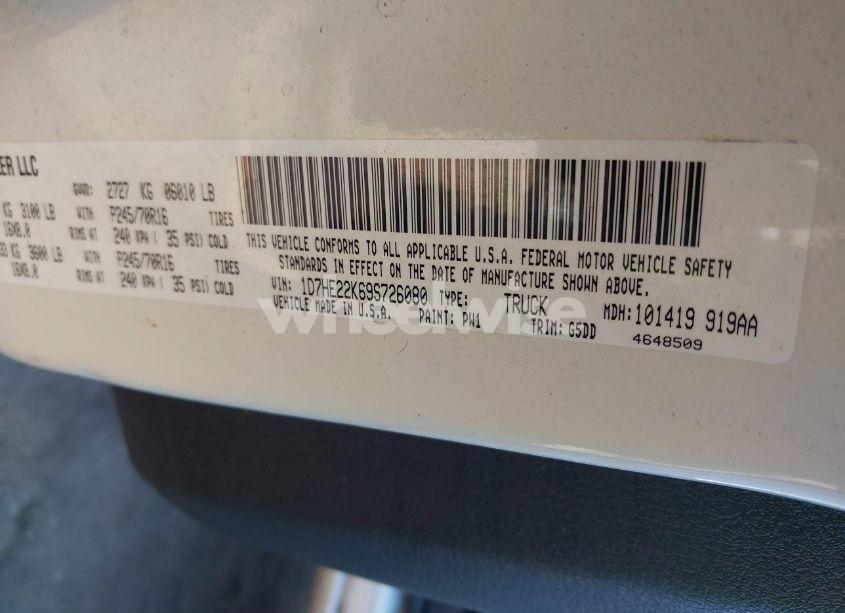 ER LLC
GVWR: 2727 KG 06010 LB
KG 3100 LB WITH P245/70R16 TIRES
16X8.0 RIMS AT 240 KPA ( 35 PSI) COLD
KG 3600 LB WITH P245/70R16 TIRES
16X8.0 RIMS AT 240 KPA ( 35 PSI) COLD
THIS VEHICLE CONFORMS TO ALL APPLICABLE U.S.A. FEDERAL MOTOR VEHICLE SAFETY
STANDARDS IN EFFECT ON THE DATE OF MANUFACTURE SHOWN ABOVE.
VIN: 1D7HE22K69S726080 TYPE: TRUCK MDH: 101419 919AA
VEHICLE MADE IN U.S.A. PAINT: PW1 TRIM: G5DD 4648509
wheelwise